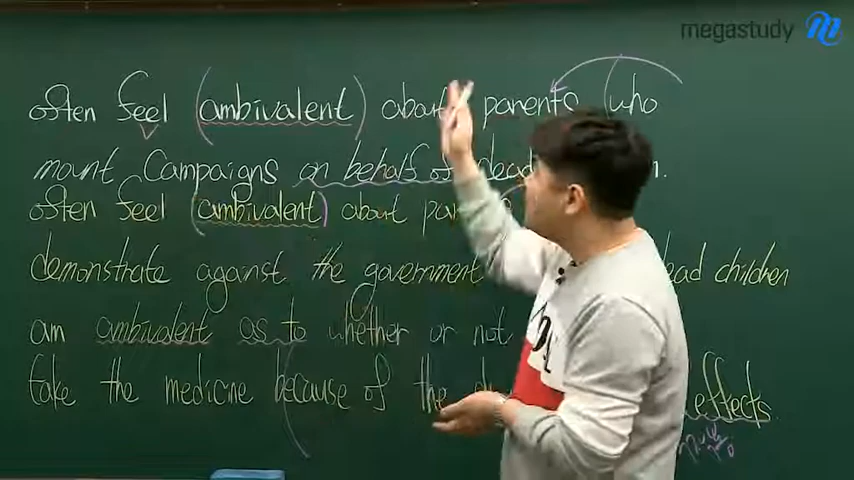 megastudy
often feel (ambivalent) about parents who
mount campaigns on behalf of dead
often feel (ambivalent) about
demonstrate against the government dead children
am ambivalent as to whether or not
take the medicine because of the effects